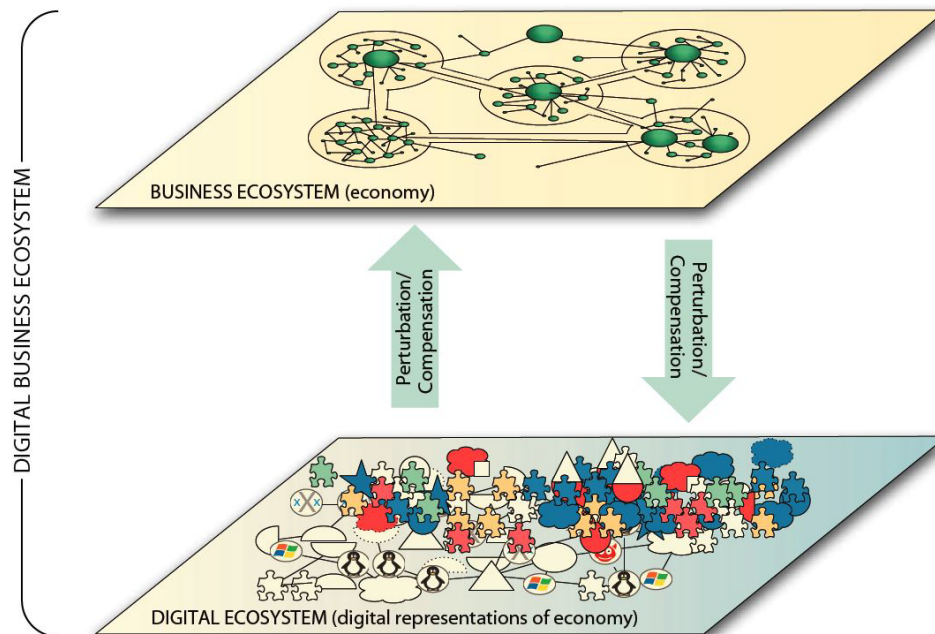 DIGITAL BUSINESS ECOSYSTEM
BUSINESS ECOSYSTEM (economy)
Perturbation/
Compensation
Perturbation/
Compensation
DIGITAL ECOSYSTEM (digital representations of economy)